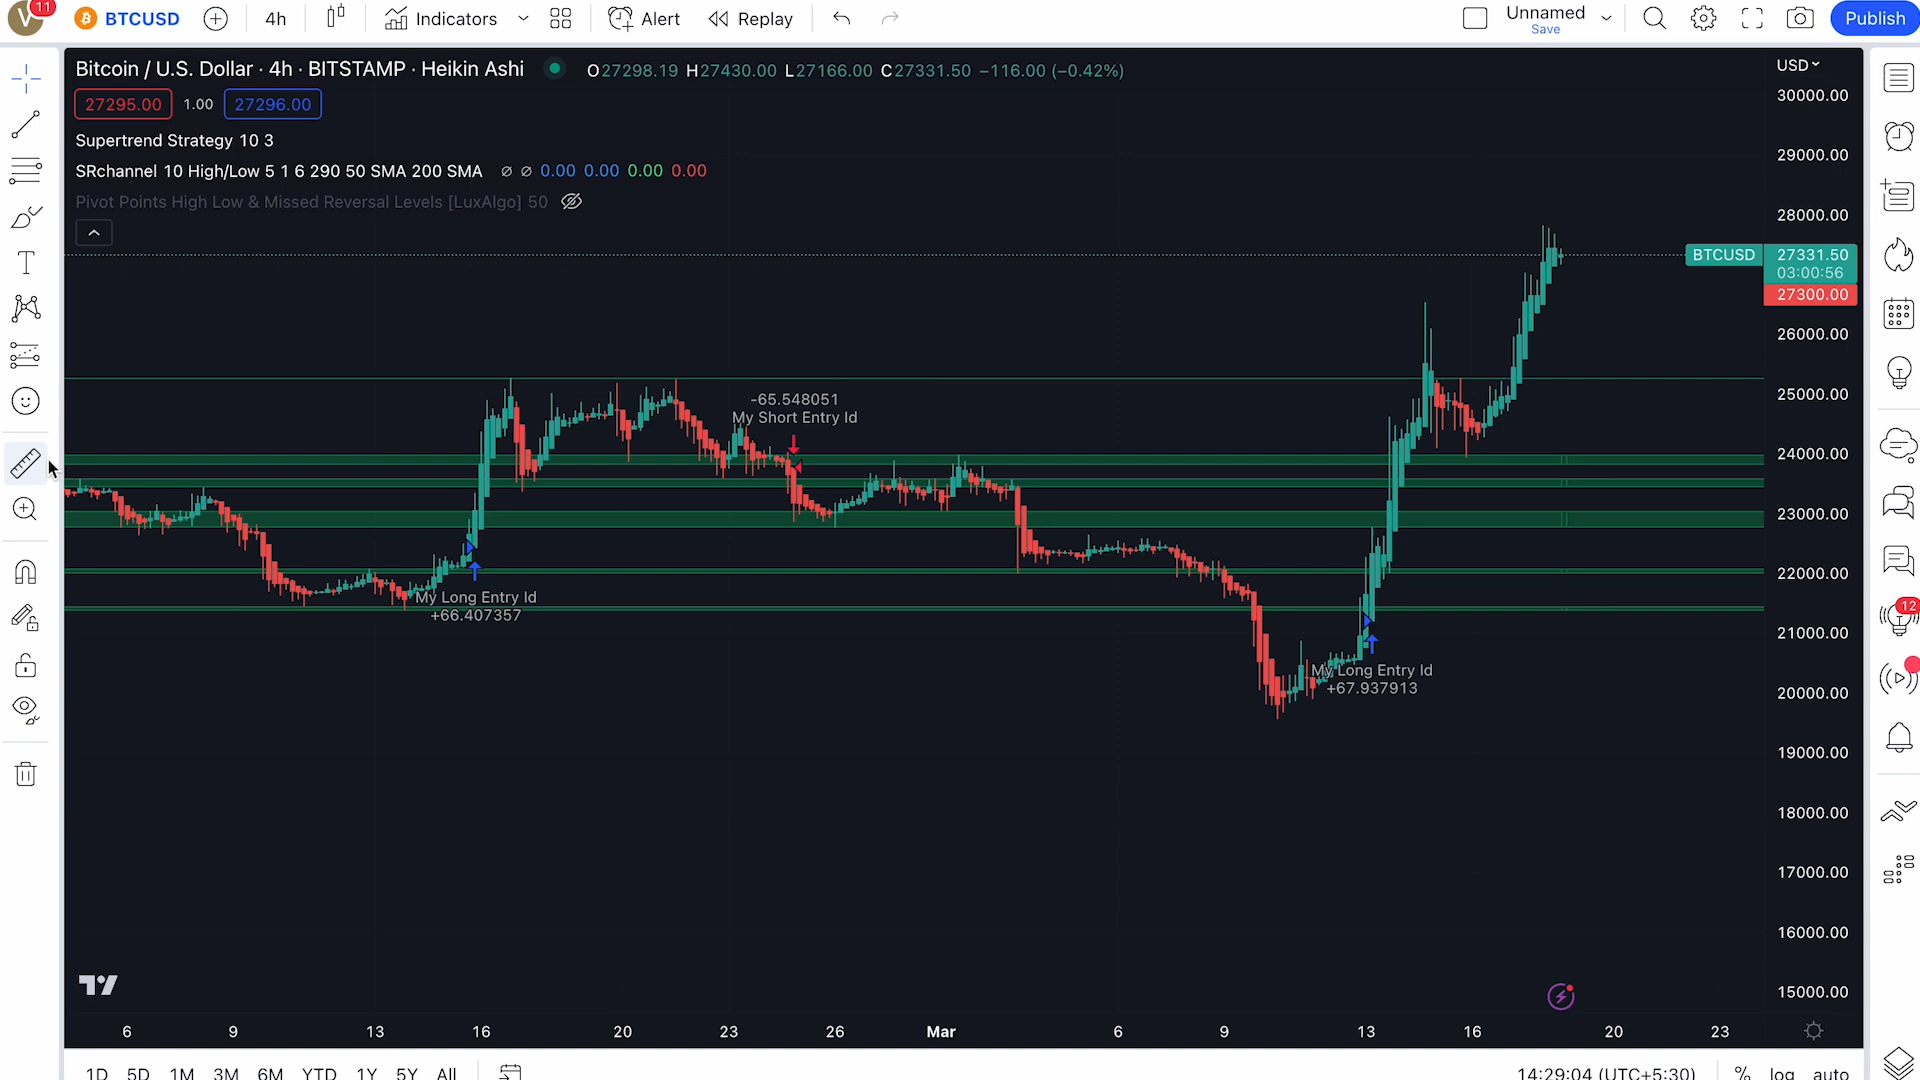 V
11
BTCUSD
4h
Indicators
Alert
Replay
Unnamed
Save
Publish
Bitcoin / U.S. Dollar · 4h · BITSTAMP · Heikin Ashi
O27298.19 H27430.00 L27166.00 C27331.50 −116.00 (−0.42%)
USD
27295.00 1.00 27296.00
Supertrend Strategy 10 3
SRchannel 10 High/Low 5 1 6 290 50 SMA 200 SMA ∅ ∅ 0.00 0.00 0.00 0.00
Pivot Points High Low & Missed Reversal Levels [LuxAlgo] 50
30000.00
29000.00
28000.00
BTCUSD 27331.50
03:00:56
27300.00
26000.00
25000.00
24000.00
23000.00
22000.00
21000.00
20000.00
19000.00
18000.00
17000.00
16000.00
15000.00
-65.548051
My Short Entry Id
My Long Entry Id
+66.407357
My Long Entry Id
+67.937913
12
6 9 13 16 20 23 26 Mar 6 9 13 16 20 23
1D 5D 1M 3M 6M YTD 1Y 5Y All
14:29:04 (UTC+5:30) % log auto